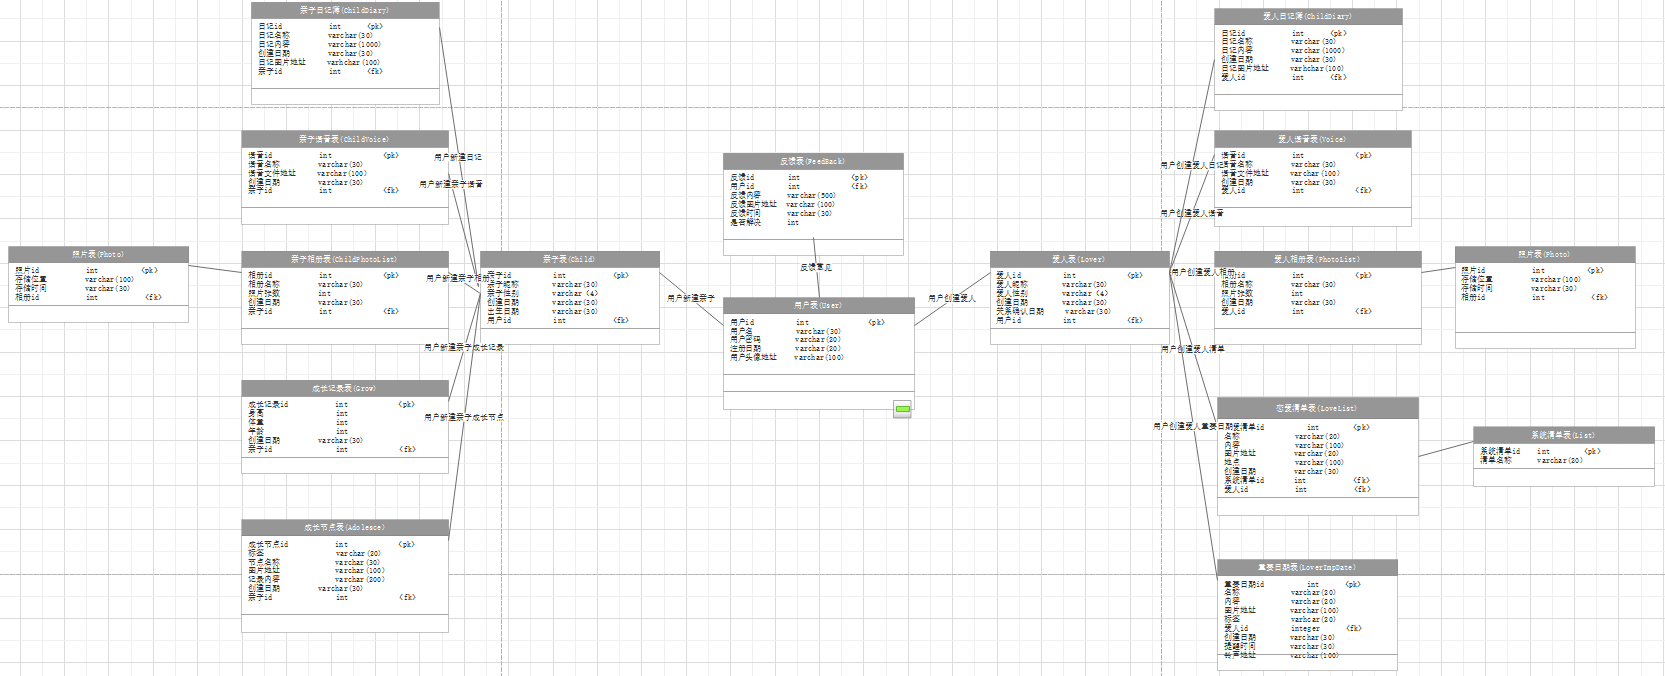 亲子日记薄(ChildDiary)
日记id int <pk>
日记名称 varchar(30)
日记内容 varchar(1000)
创建日期 varchar(30)
日记图片地址 varhchar(100)
亲子id int <fk>
亲子语音表(ChildVoice)
语音id int <pk>
语音名称 varchar(30)
语音文件地址 varchar(100)
创建日期 varchar(30)
亲子id int <fk>
照片表(Photo)
照片id int <pk>
存储位置 varchar(100)
存储时间 varchar(30)
相册id int <fk>
亲子相册表(ChildPhotoList)
相册id int <pk>
相册名称 varchar(30)
照片张数 int
创建日期 varchar(30)
亲子id int <fk>
成长记录表(Grow)
成长记录id int <pk>
身高 int
体重 int
年龄 int
创建日期 varchar(30)
亲子id int <fk>
成长节点表(Adolesce)
成长节点id int <pk>
标签 varchar(20)
节点名称 varchar(30)
图片地址 varchar(100)
记录内容 varchar(200)
创建日期 varchar(30)
亲子id int <fk>
用户新建日记
用户新建亲子语音
用户新建亲子相册
用户新建亲子成长记录
用户新建亲子成长节点
亲子表(Child)
亲子id int <pk>
亲子昵称 varchar(30)
亲子性别 varchar(4)
创建日期 varchar(30)
出生日期 varchar(30)
用户id int <fk>
用户新建亲子
反馈表(FeedBack)
反馈id int <pk>
用户id int <fk>
反馈内容 varchar(500)
反馈图片地址 varchar(100)
反馈时间 varchar(30)
是否解决 int
反馈意见
用户表(User)
用户id int <pk>
用户名 varchar(30)
用户密码 varchar(20)
注册日期 varchar(20)
用户头像地址 varchar(100)
用户创建爱人
爱人表(Lover)
爱人id int <pk>
爱人昵称 varchar(30)
爱人性别 varchar(4)
创建日期 varchar(30)
关系确认日期 varchar(30)
用户id int <fk>
用户创建爱人日记
用户创建爱人语音
用户创建爱人相册
用户创建爱人清单
用户创建爱人重要日期
爱人日记薄(ChildDiary)
日记id int <pk>
日记名称 varchar(30)
日记内容 varchar(1000)
创建日期 varchar(30)
日记图片地址 varhchar(100)
爱人id int <fk>
爱人语音表(Voice)
语音id int <pk>
语音名称 varchar(30)
语音文件地址 varchar(100)
创建日期 varchar(30)
爱人id int <fk>
爱人相册表(PhotoList)
相册id int <pk>
相册名称 varchar(30)
照片张数 int
创建日期 varchar(30)
爱人id int <fk>
照片表(Photo)
照片id int <pk>
存储位置 varchar(100)
存储时间 varchar(30)
相册id int <fk>
恋爱清单表(LoveList)
爱清单id int <pk>
名称 varchar(20)
内容 varchar(100)
图片地址 varchar(20)
地点 varchar(100)
创建日期 varchar(30)
系统清单id int <fk>
爱人id int <fk>
系统清单表(List)
系统清单id int <pk>
清单名称 varchar(20)
重要日期表(LoverImpDate)
重要日期id int <pk>
名称 varchar(20)
内容 varchar(20)
图片地址 varchar(100)
标签 varhcar(20)
爱人id integer <fk>
创建日期 varchar(30)
提醒时间 varchar(30)
铃声地址 varchar(100)